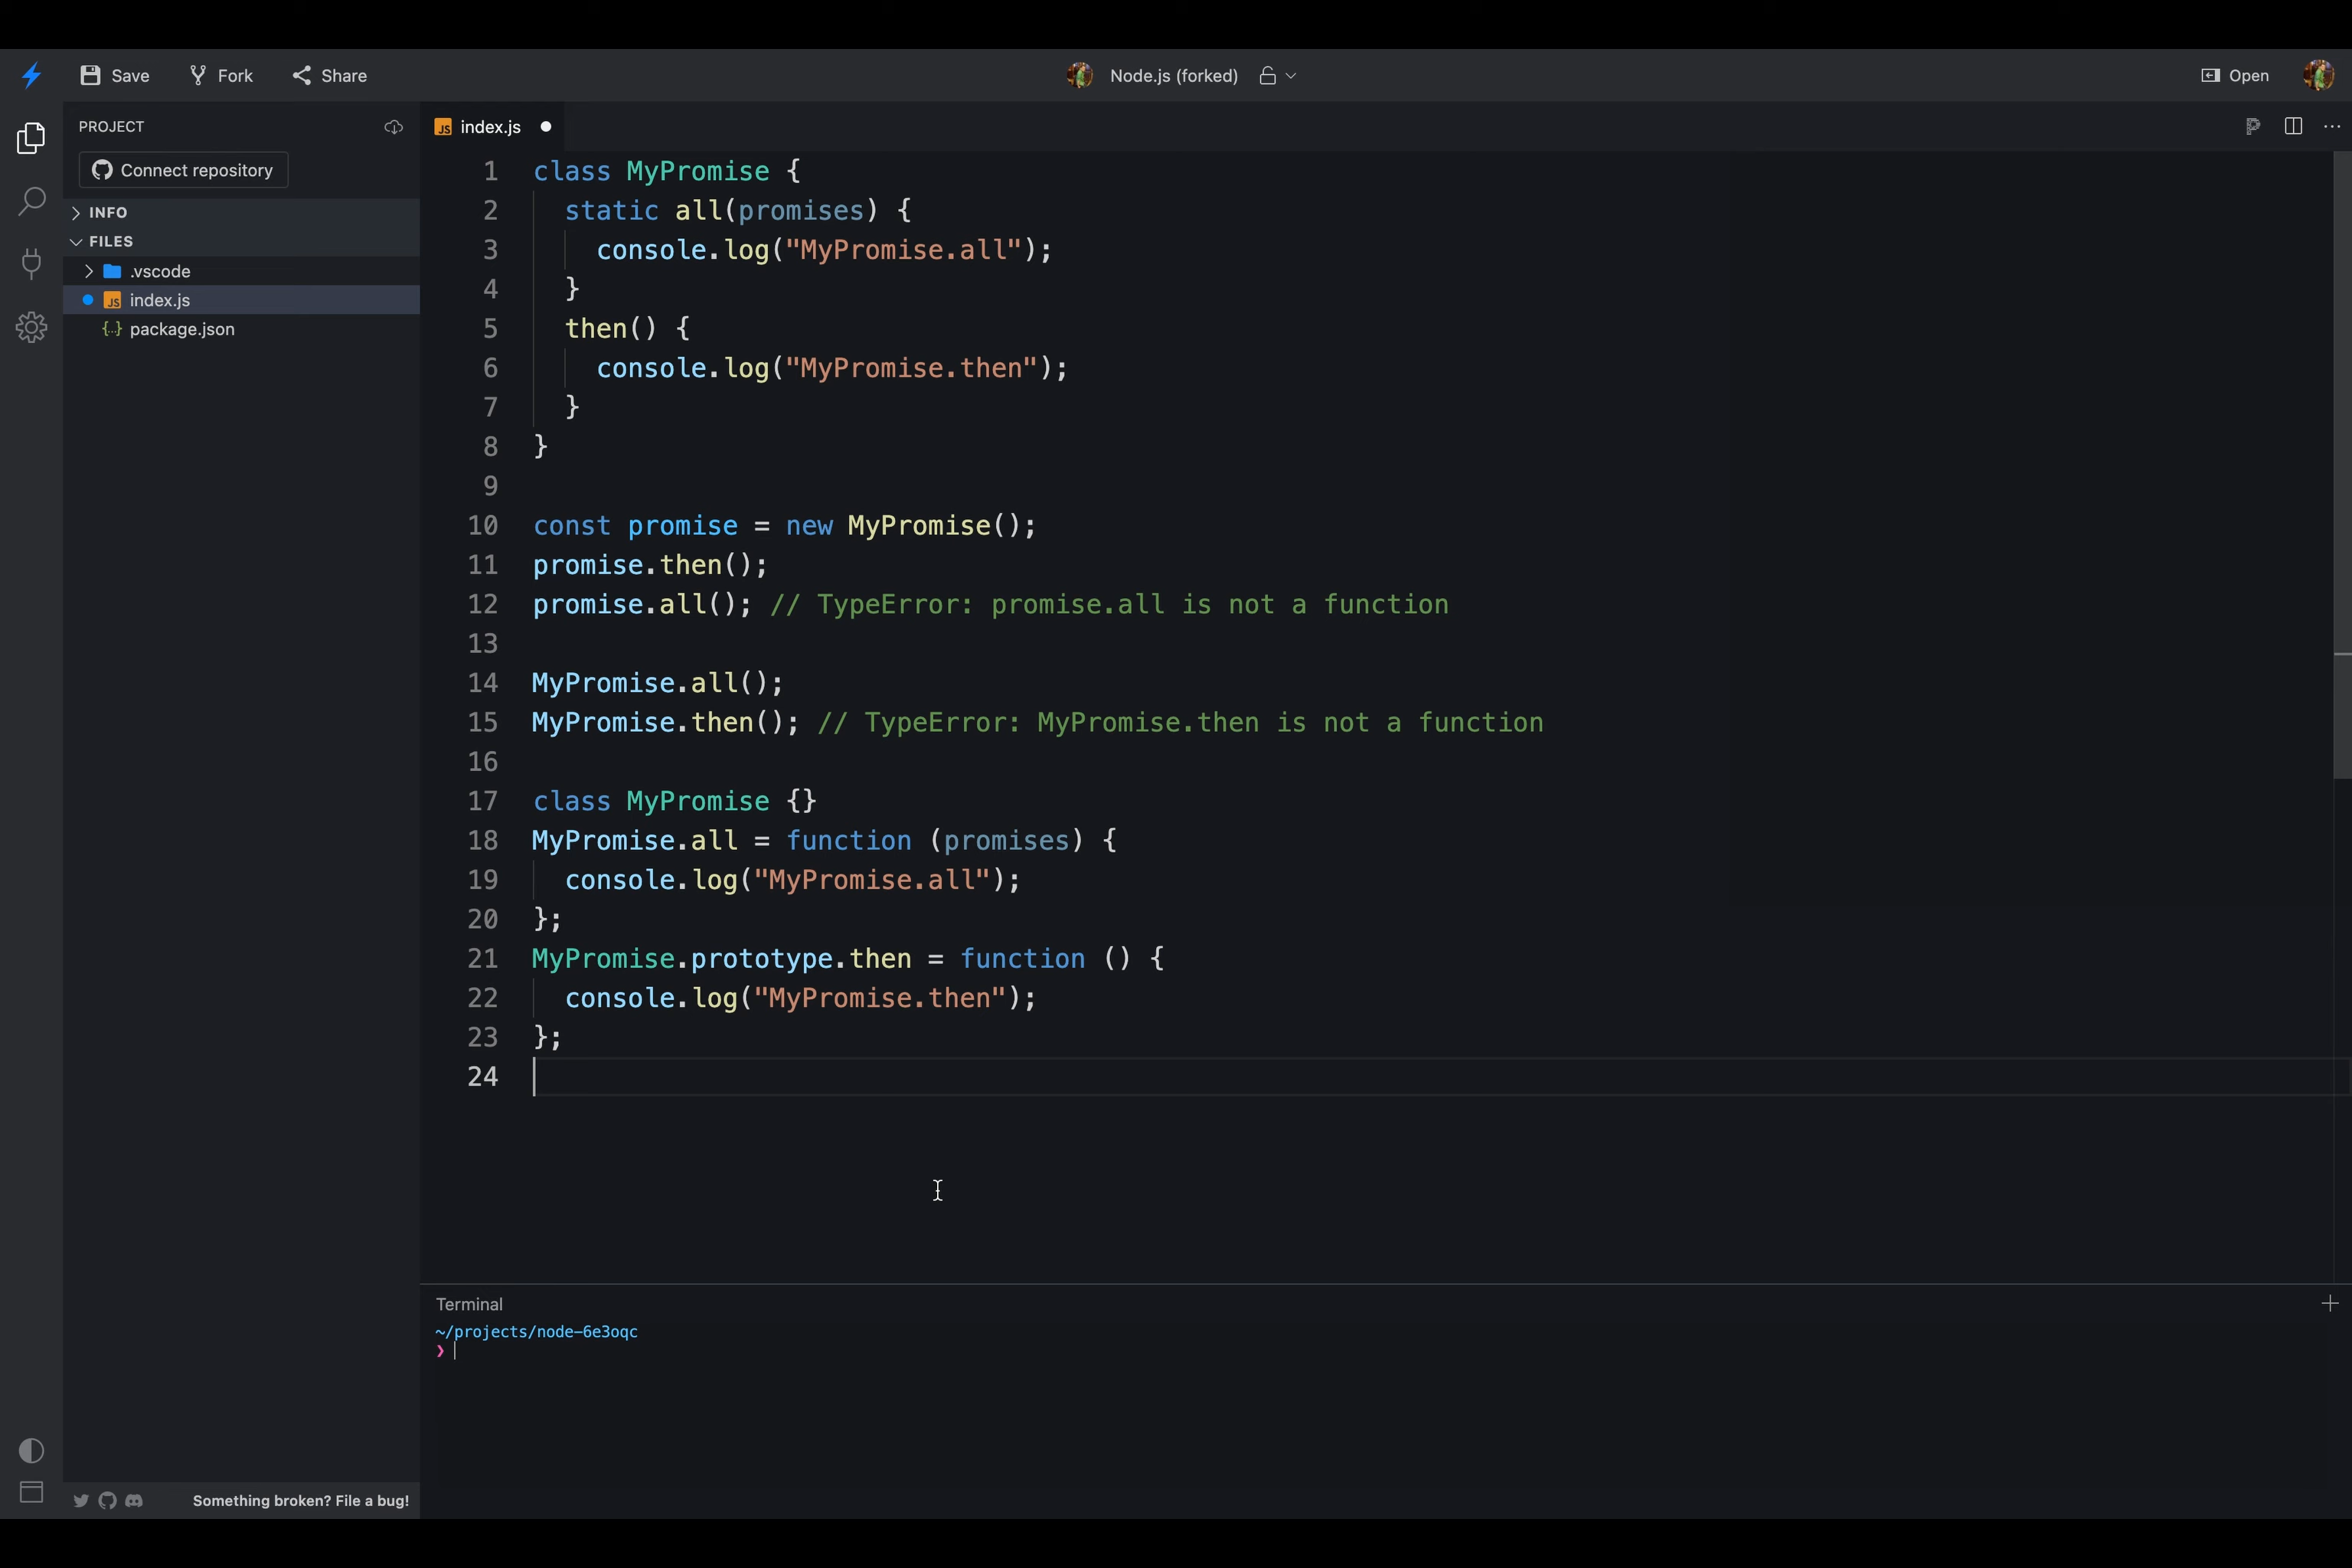 Save Fork Share Node.js (forked) Open
PROJECT
Connect repository
INFO
FILES
.vscode
JS index.js
{..} package.json
JS index.js
1 class MyPromise {
2 static all(promises) {
3 console.log("MyPromise.all");
4 }
5 then() {
6 console.log("MyPromise.then");
7 }
8 }
9
10 const promise = new MyPromise();
11 promise.then();
12 promise.all(); // TypeError: promise.all is not a function
13
14 MyPromise.all();
15 MyPromise.then(); // TypeError: MyPromise.then is not a function
16
17 class MyPromise {}
18 MyPromise.all = function (promises) {
19 console.log("MyPromise.all");
20 };
21 MyPromise.prototype.then = function () {
22 console.log("MyPromise.then");
23 };
24
Terminal
~/projects/node-6e3oqc
❯
Something broken? File a bug!